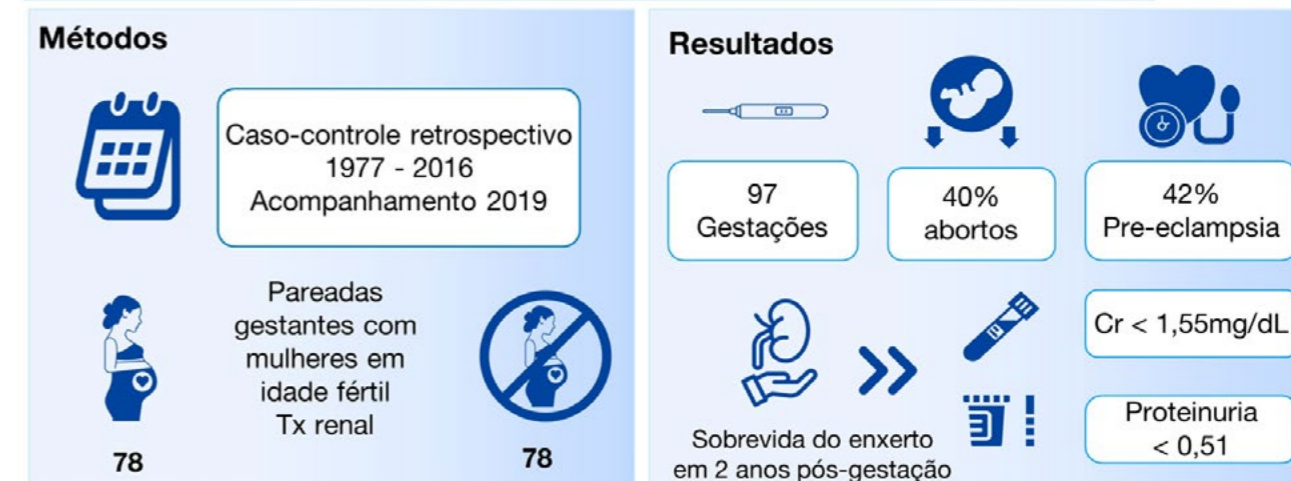 Métodos
Caso-controle retrospectivo
1977 - 2016
Acompanhamento 2019
Pareadas
gestantes com
mulheres em
idade fértil
Tx renal
78
78
Resultados
97
Gestações
40%
abortos
42%
Pre-eclampsia
Sobrevida do enxerto
em 2 anos pós-gestação
Cr < 1,55mg/dL
Proteinuria
< 0,51